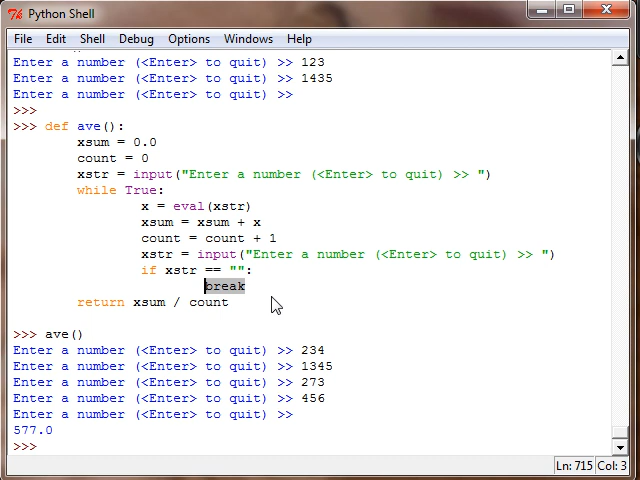 Python Shell
File Edit Shell Debug Options Windows Help
Enter a number (<Enter> to quit) >> 123
Enter a number (<Enter> to quit) >> 1435
Enter a number (<Enter> to quit) >>
>>>
>>> def ave():
xsum = 0.0
count = 0
xstr = input("Enter a number (<Enter> to quit) >> ")
while True:
x = eval(xstr)
xsum = xsum + x
count = count + 1
xstr = input("Enter a number (<Enter> to quit) >> ")
if xstr == "":
break
return xsum / count
>>> ave()
Enter a number (<Enter> to quit) >> 234
Enter a number (<Enter> to quit) >> 1345
Enter a number (<Enter> to quit) >> 273
Enter a number (<Enter> to quit) >> 456
Enter a number (<Enter> to quit) >>
577.0
>>>
Ln: 715 Col: 3